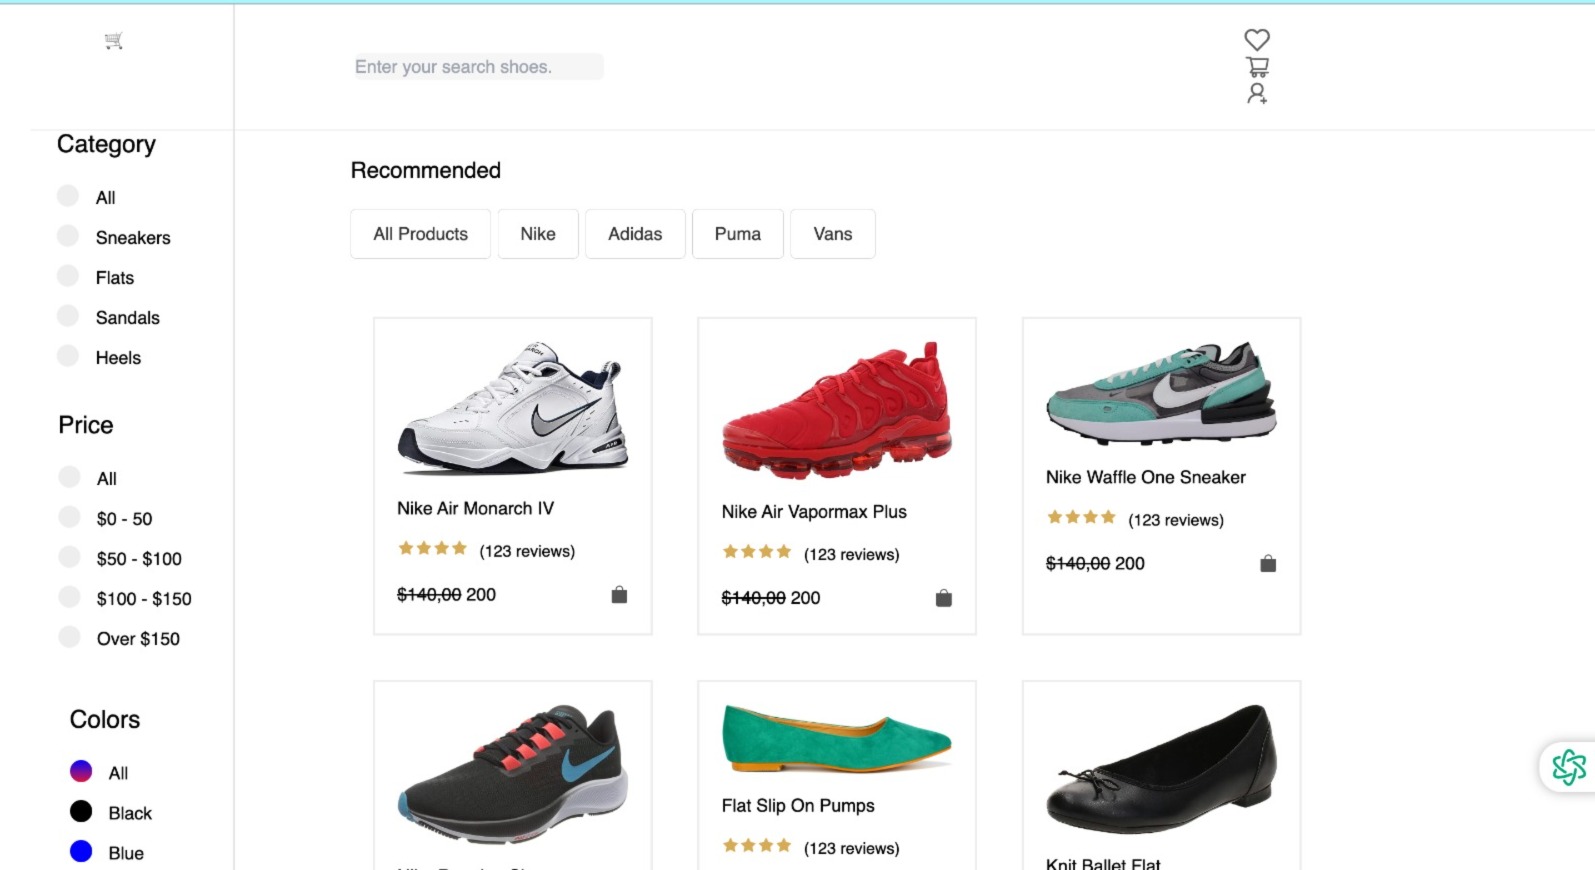 Enter your search shoes.
Category
All
Sneakers
Flats
Sandals
Heels
Price
All
$0 - 50
$50 - $100
$100 - $150
Over $150
Colors
All
Black
Blue
Recommended
All Products Nike Adidas Puma Vans
Nike Air Monarch IV
(123 reviews)
$140,00 200
Nike Air Vapormax Plus
(123 reviews)
$140,00 200
Nike Waffle One Sneaker
(123 reviews)
$140,00 200
Flat Slip On Pumps
(123 reviews)
Knit Ballet Flat